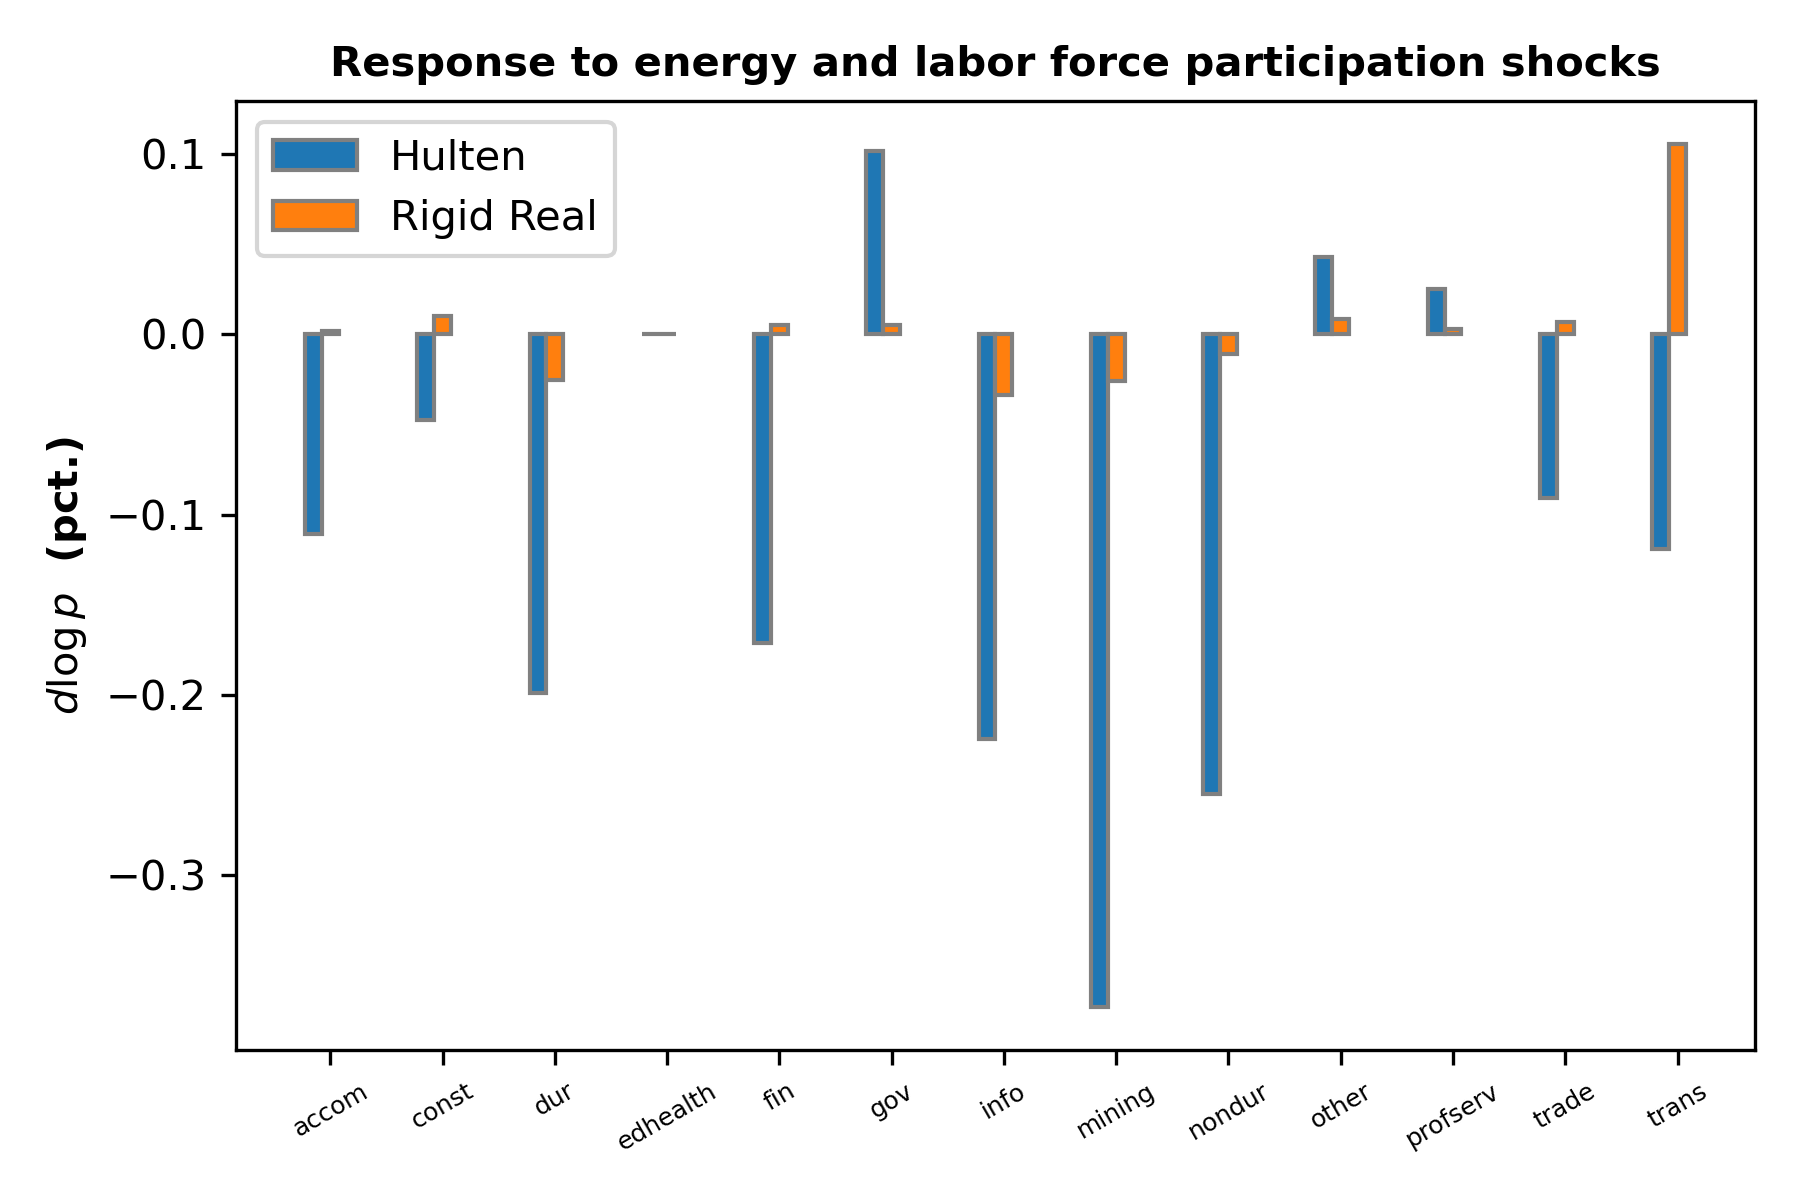 Response to energy and labor force participation shocks
Hulten
Rigid Real
0.1
0.0
−0.1
−0.2
−0.3
dlog p (pct.)
accom
const
dur
edhealth
fin
gov
info
mining
nondur
other
profserv
trade
trans